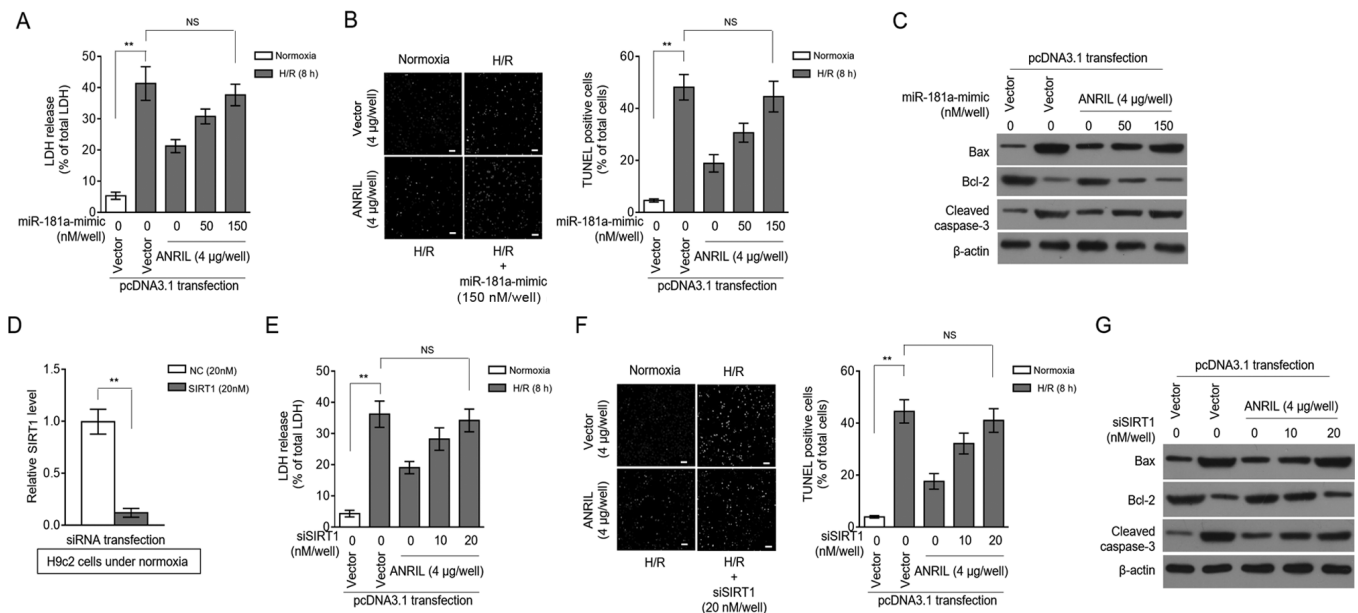 A
NS
**
Normoxia
H/R (8 h)
LDH release
(% of total LDH)
50
40
30
20
10
0
miR-181a-mimic
(nM/well)
0 0 0 50 150
Vector
Vector
ANRIL (4 µg/well)
pcDNA3.1 transfection
B
Normoxia
H/R
Vector
(4 µg/well)
ANRIL
(4 µg/well)
H/R
H/R
+
miR-181a-mimic
(150 nM/well)
NS
**
Normoxia
H/R (8 h)
TUNEL positive cells
(% of total cells)
60
40
20
0
miR-181a-mimic
(nM/well)
0 0 0 50 150
Vector
Vector
ANRIL (4 µg/well)
pcDNA3.1 transfection
C
pcDNA3.1 transfection
Vector
Vector
ANRIL (4 µg/well)
miR-181a-mimic
(nM/well)
0 0 0 50 150
Bax
Bcl-2
Cleaved
caspase-3
β-actin
D
NC (20nM)
SIRT1 (20nM)
**
Relative SIRT1 level
1.5
1.0
0.5
0.0
siRNA transfection
H9c2 cells under normoxia
E
NS
**
Normoxia
H/R (8 h)
LDH release
(% of total LDH)
50
40
30
20
10
0
siSIRT1
(nM/well)
0 0 0 10 20
Vector
Vector
ANRIL (4 µg/well)
pcDNA3.1 transfection
F
Normoxia
H/R
Vector
(4 µg/well)
ANRIL
(4 µg/well)
H/R
H/R
+
siSIRT1
(20 nM/well)
NS
**
Normoxia
H/R (8 h)
TUNEL positive cells
(% of total cells)
60
40
20
0
siSIRT1
(nM/well)
0 0 0 10 20
Vector
Vector
ANRIL (4 µg/well)
pcDNA3.1 transfection
G
pcDNA3.1 transfection
Vector
Vector
ANRIL (4 µg/well)
siSIRT1
(nM/well)
0 0 0 10 20
Bax
Bcl-2
Cleaved
caspase-3
β-actin